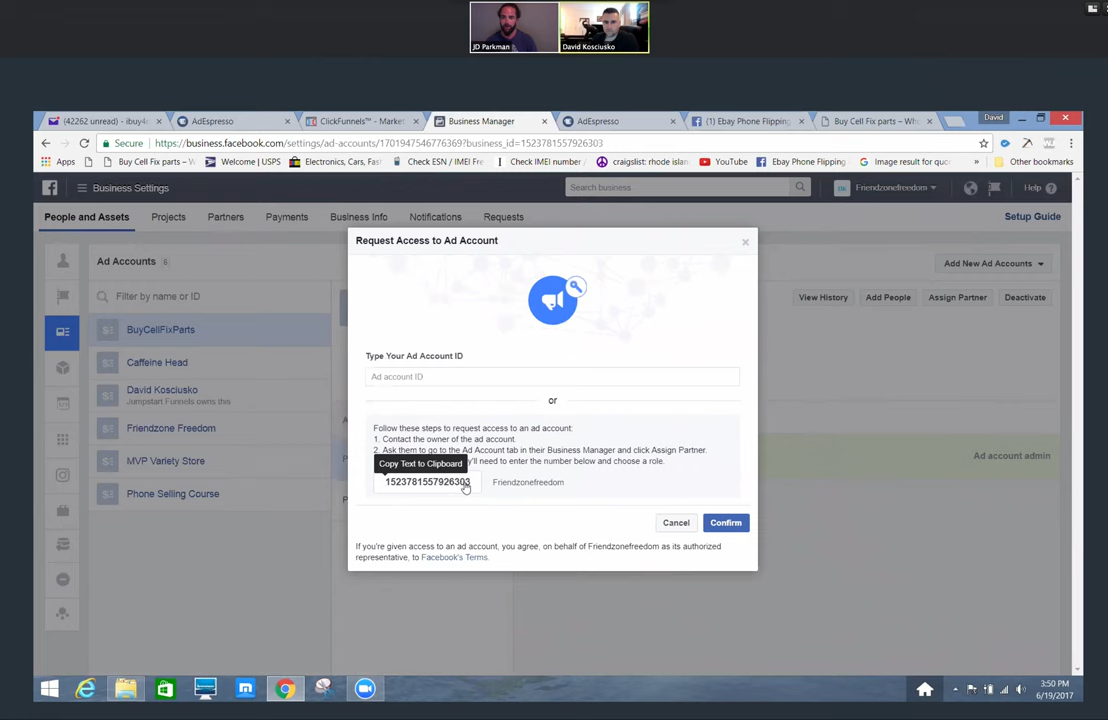 JD Parkman
David Kosciusko
(42262 unread) - ibuy4
AdEspresso
ClickFunnels™ - Market
Business Manager
AdEspresso
(1) Ebay Phone Flipping
Buy Cell Fix parts – Wh
David
Secure
https://business.facebook.com/settings/ad-accounts/1701947546776369?business_id=1523781557926303
Apps
Buy Cell Fix parts – W
Welcome | USPS
Electronics, Cars, Fas
Check ESN / IMEI Fre
Check IMEI number
craigslist: rhode islan
YouTube
Ebay Phone Flipping
Image result for quo
»
Other bookmarks
Business Settings
Search business
Friendzonefreedom
Help
People and Assets
Projects
Partners
Payments
Business Info
Notifications
Requests
Setup Guide
Request Access to Ad Account
Ad Accounts 6
Add New Ad Accounts
Filter by name or ID
View History
Add People
Assign Partner
Deactivate
BuyCellFixParts
Caffeine Head
David Kosciusko
Jumpstart Funnels owns this
Friendzone Freedom
MVP Variety Store
Phone Selling Course
Type Your Ad Account ID
Ad account ID
or
Follow these steps to request access to an ad account:
1. Contact the owner of the ad account.
2. Ask them to go to the Ad Account tab in their Business Manager and click Assign Partner.
'll need to enter the number below and choose a role.
Copy Text to Clipboard
1523781557926303
Friendzonefreedom
Ad account admin
Cancel
Confirm
If you're given access to an ad account, you agree, on behalf of Friendzonefreedom as its authorized
representative, to Facebook's Terms.
3:50 PM
6/19/2017